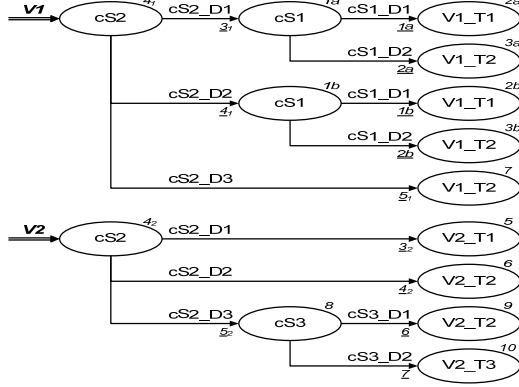 4₁ 1a 2a
V1 cS2 cS2_D1 cS1 cS1_D1 V1_T1
3₁ 1a
3a
cS1_D2 V1_T2
2a
1b 2b
cS2_D2 cS1 cS1_D1 V1_T1
4₁ 1b
3b
cS1_D2 V1_T2
2b
7
cS2_D3 V1_T2
5₁
4₂ 5
V2 cS2 cS2_D1 V2_T1
3₂
6
cS2_D2 V2_T2
4₂
8 9
cS2_D3 cS3 cS3_D1 V2_T2
5₂ 6
10
cS3_D2 V2_T3
7